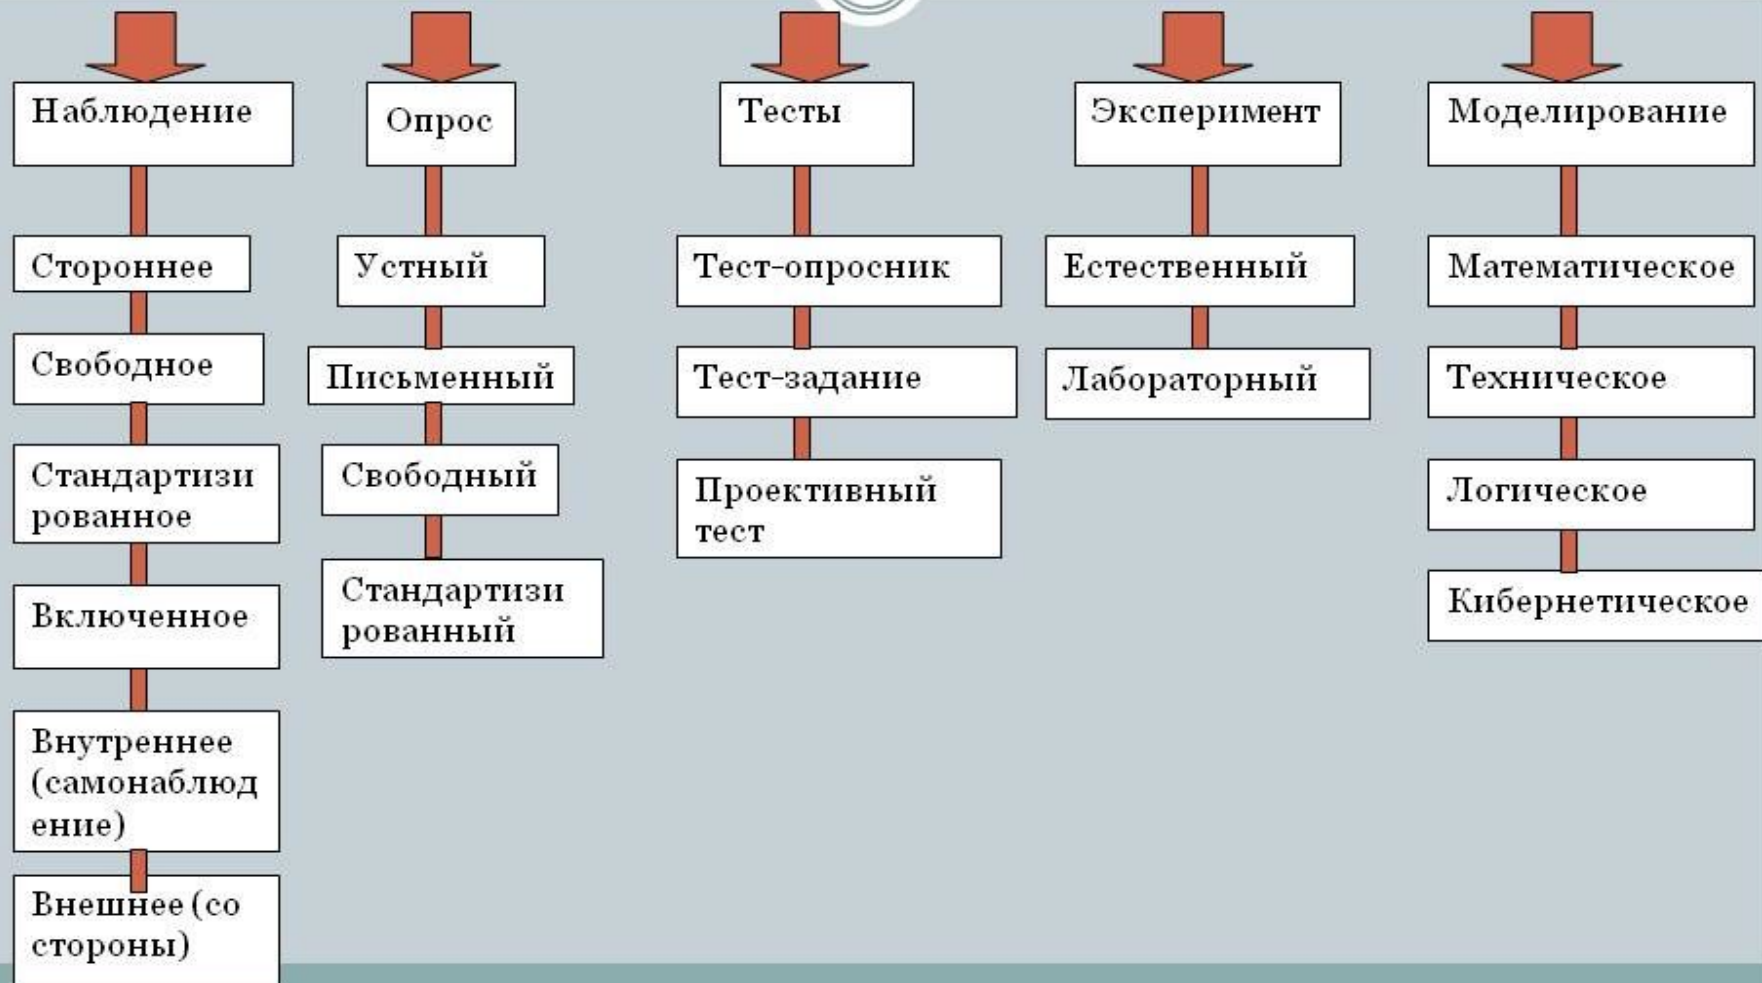 Наблюдение
Стороннее
Свободное
Стандартизи
рованное
Включенное
Внутреннее
(самонаблюд
ение)
Внешнее (со
стороны)
Опрос
Устный
Письменный
Свободный
Стандартизи
рованный
Тесты
Тест-опросник
Тест-задание
Проективный
тест
Эксперимент
Естественный
Лабораторный
Моделирование
Математическое
Техническое
Логическое
Кибернетическое